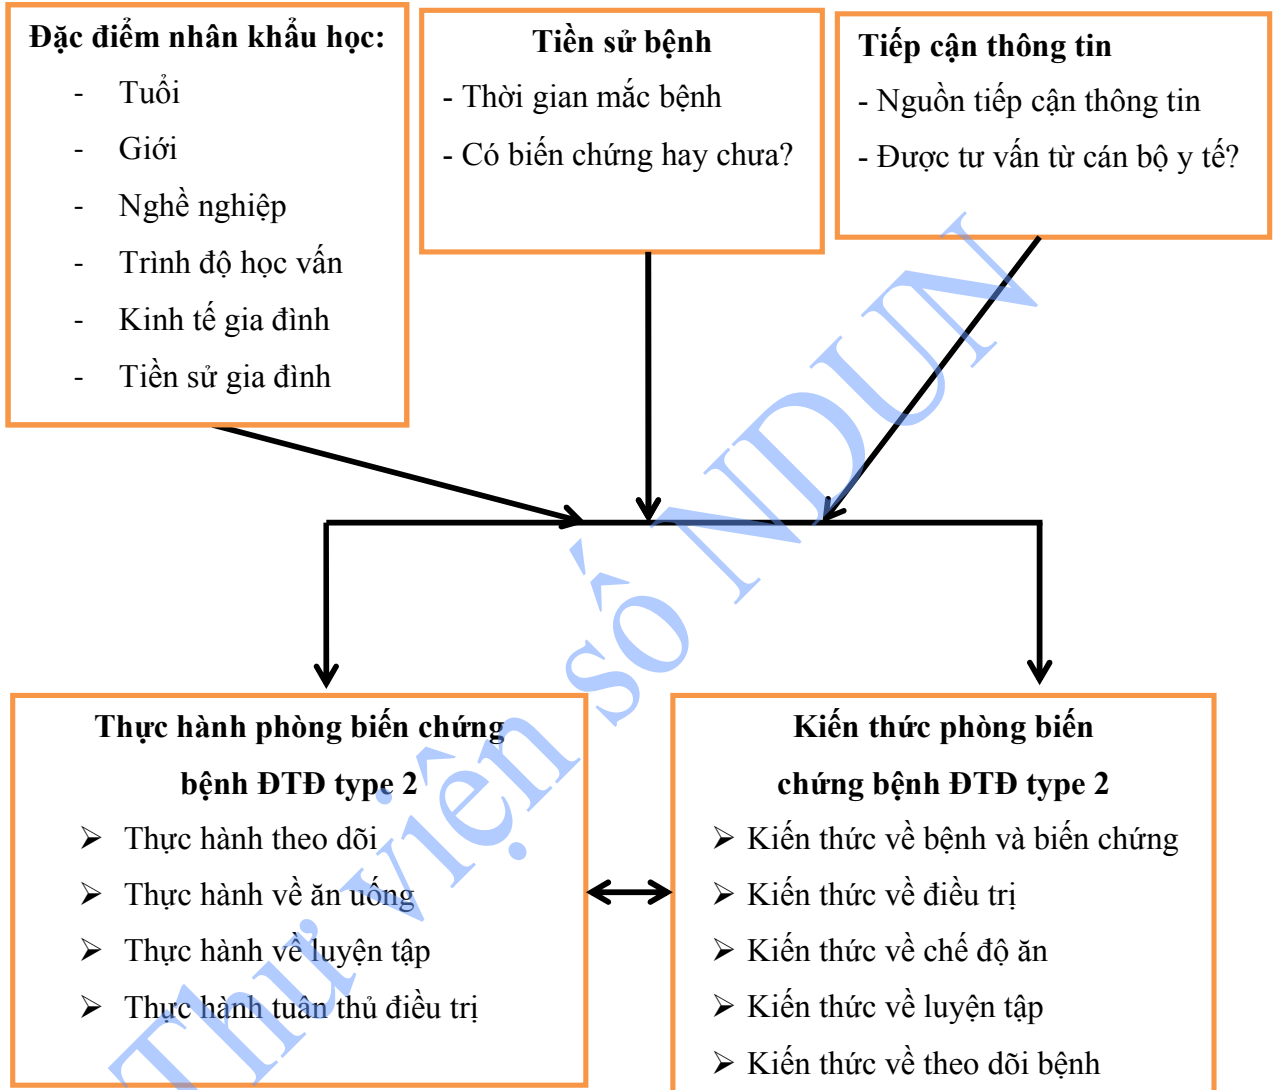 Đặc điểm nhân khẩu học:
- Tuổi
- Giới
- Nghề nghiệp
- Trình độ học vấn
- Kinh tế gia đình
- Tiền sử gia đình
Tiền sử bệnh
- Thời gian mắc bệnh
- Có biến chứng hay chưa?
Tiếp cận thông tin
- Nguồn tiếp cận thông tin
- Được tư vấn từ cán bộ y tế?
Thực hành phòng biến chứng
bệnh ĐTĐ type 2
➢ Thực hành theo dõi
➢ Thực hành về ăn uống
➢ Thực hành về luyện tập
➢ Thực hành tuân thủ điều trị
Kiến thức phòng biến
chứng bệnh ĐTĐ type 2
➢ Kiến thức về bệnh và biến chứng
➢ Kiến thức về điều trị
➢ Kiến thức về chế độ ăn
➢ Kiến thức về luyện tập
➢ Kiến thức về theo dõi bệnh
Thư viện số NDUN